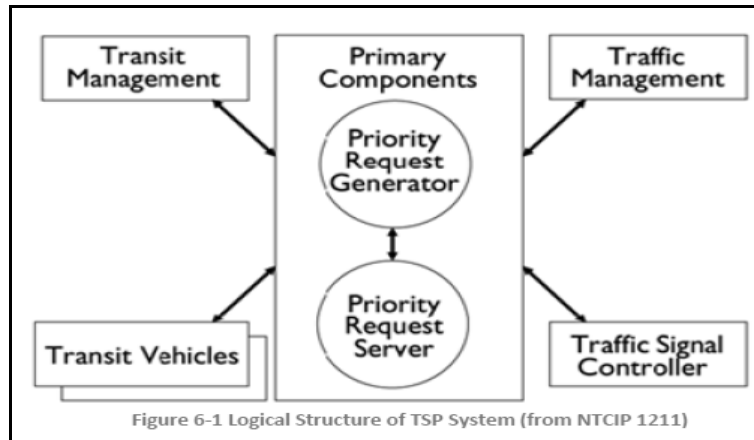 Transit
Management
Primary
Components
Traffic
Management
Priority
Request
Generator
Priority
Request
Server
Transit Vehicles
Traffic Signal
Controller
Figure 6-1 Logical Structure of TSP System (from NTCIP 1211)